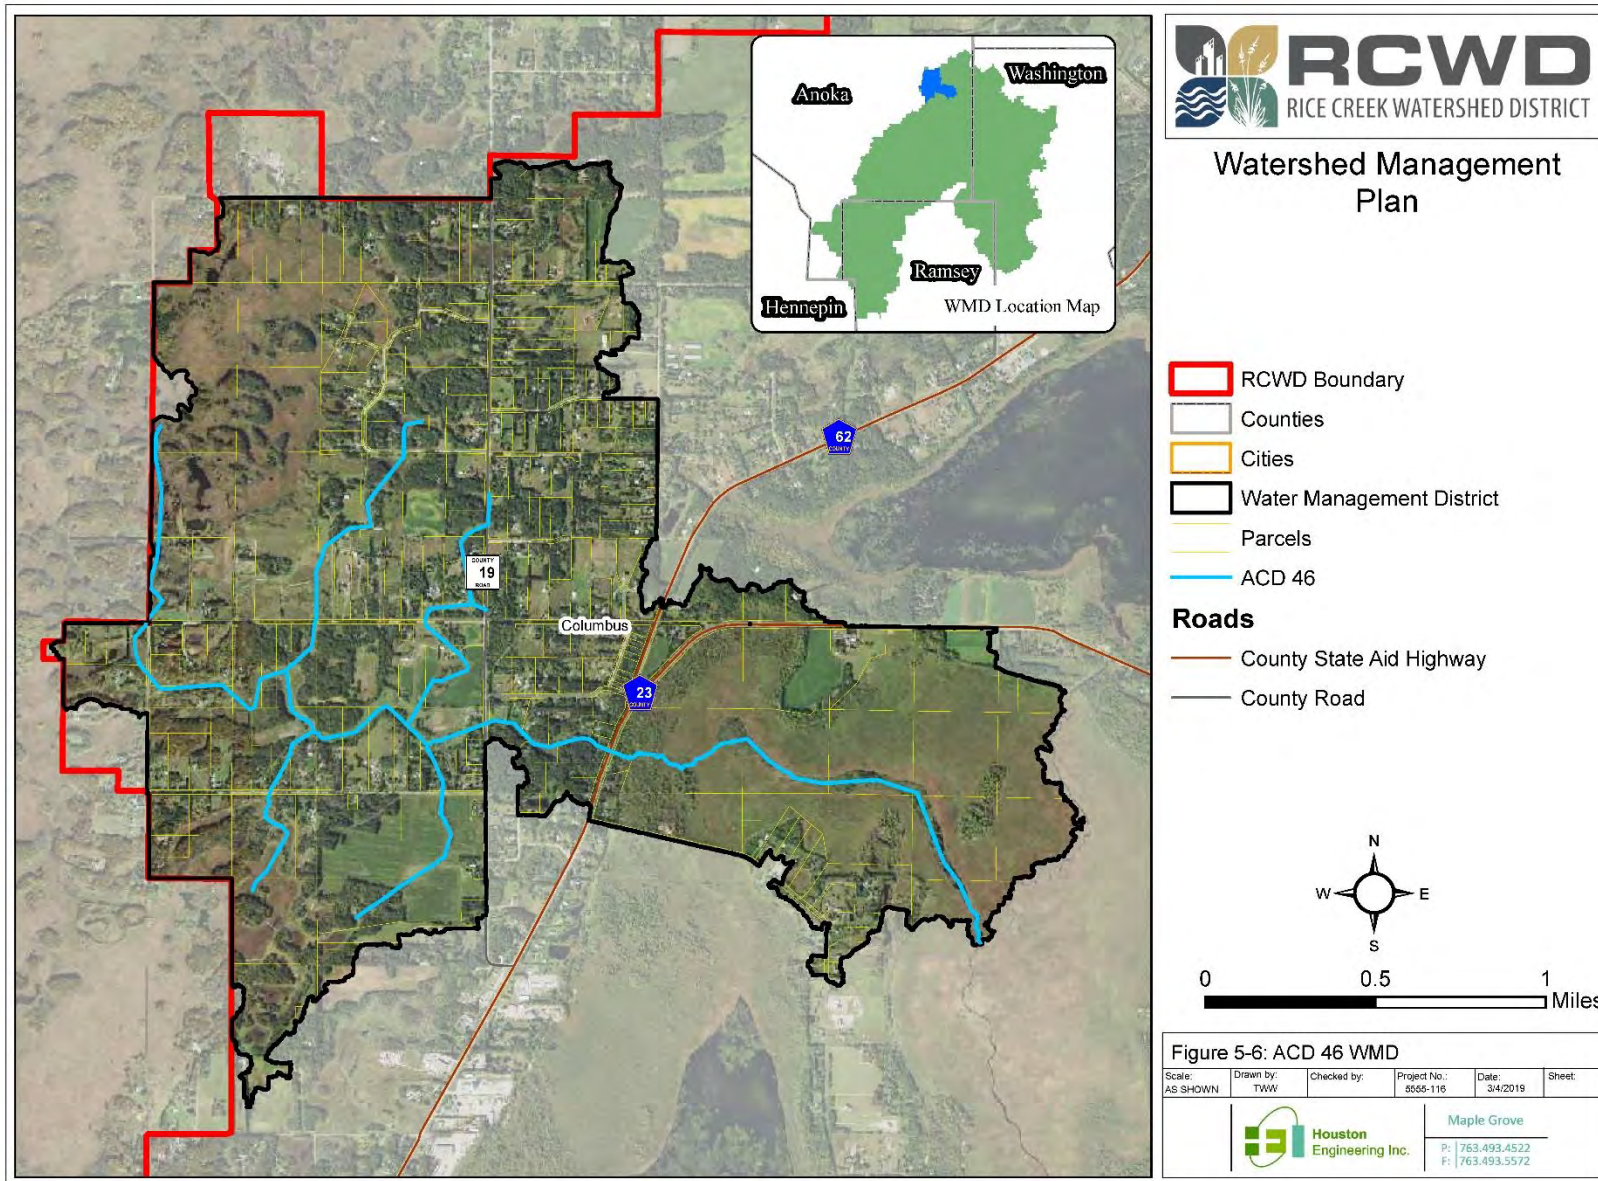 RCWD
RICE CREEK WATERSHED DISTRICT
Watershed Management
Plan
Anoka
Washington
Ramsey
Hennepin
WMD Location Map
62
COUNTY
COUNTY
19
ROAD
Columbus
23
COUNTY
RCWD Boundary
Counties
Cities
Water Management District
Parcels
ACD 46
Roads
County State Aid Highway
County Road
N
W E
S
0 0.5 1
Miles
Figure 5-6: ACD 46 WMD
Scale: Drawn by: Checked by: Project No.: Date: Sheet:
AS SHOWN TWW 5555-116 3/4/2019
Houston
Engineering Inc.
Maple Grove
P: 763.493.4522
F: 763.493.5572